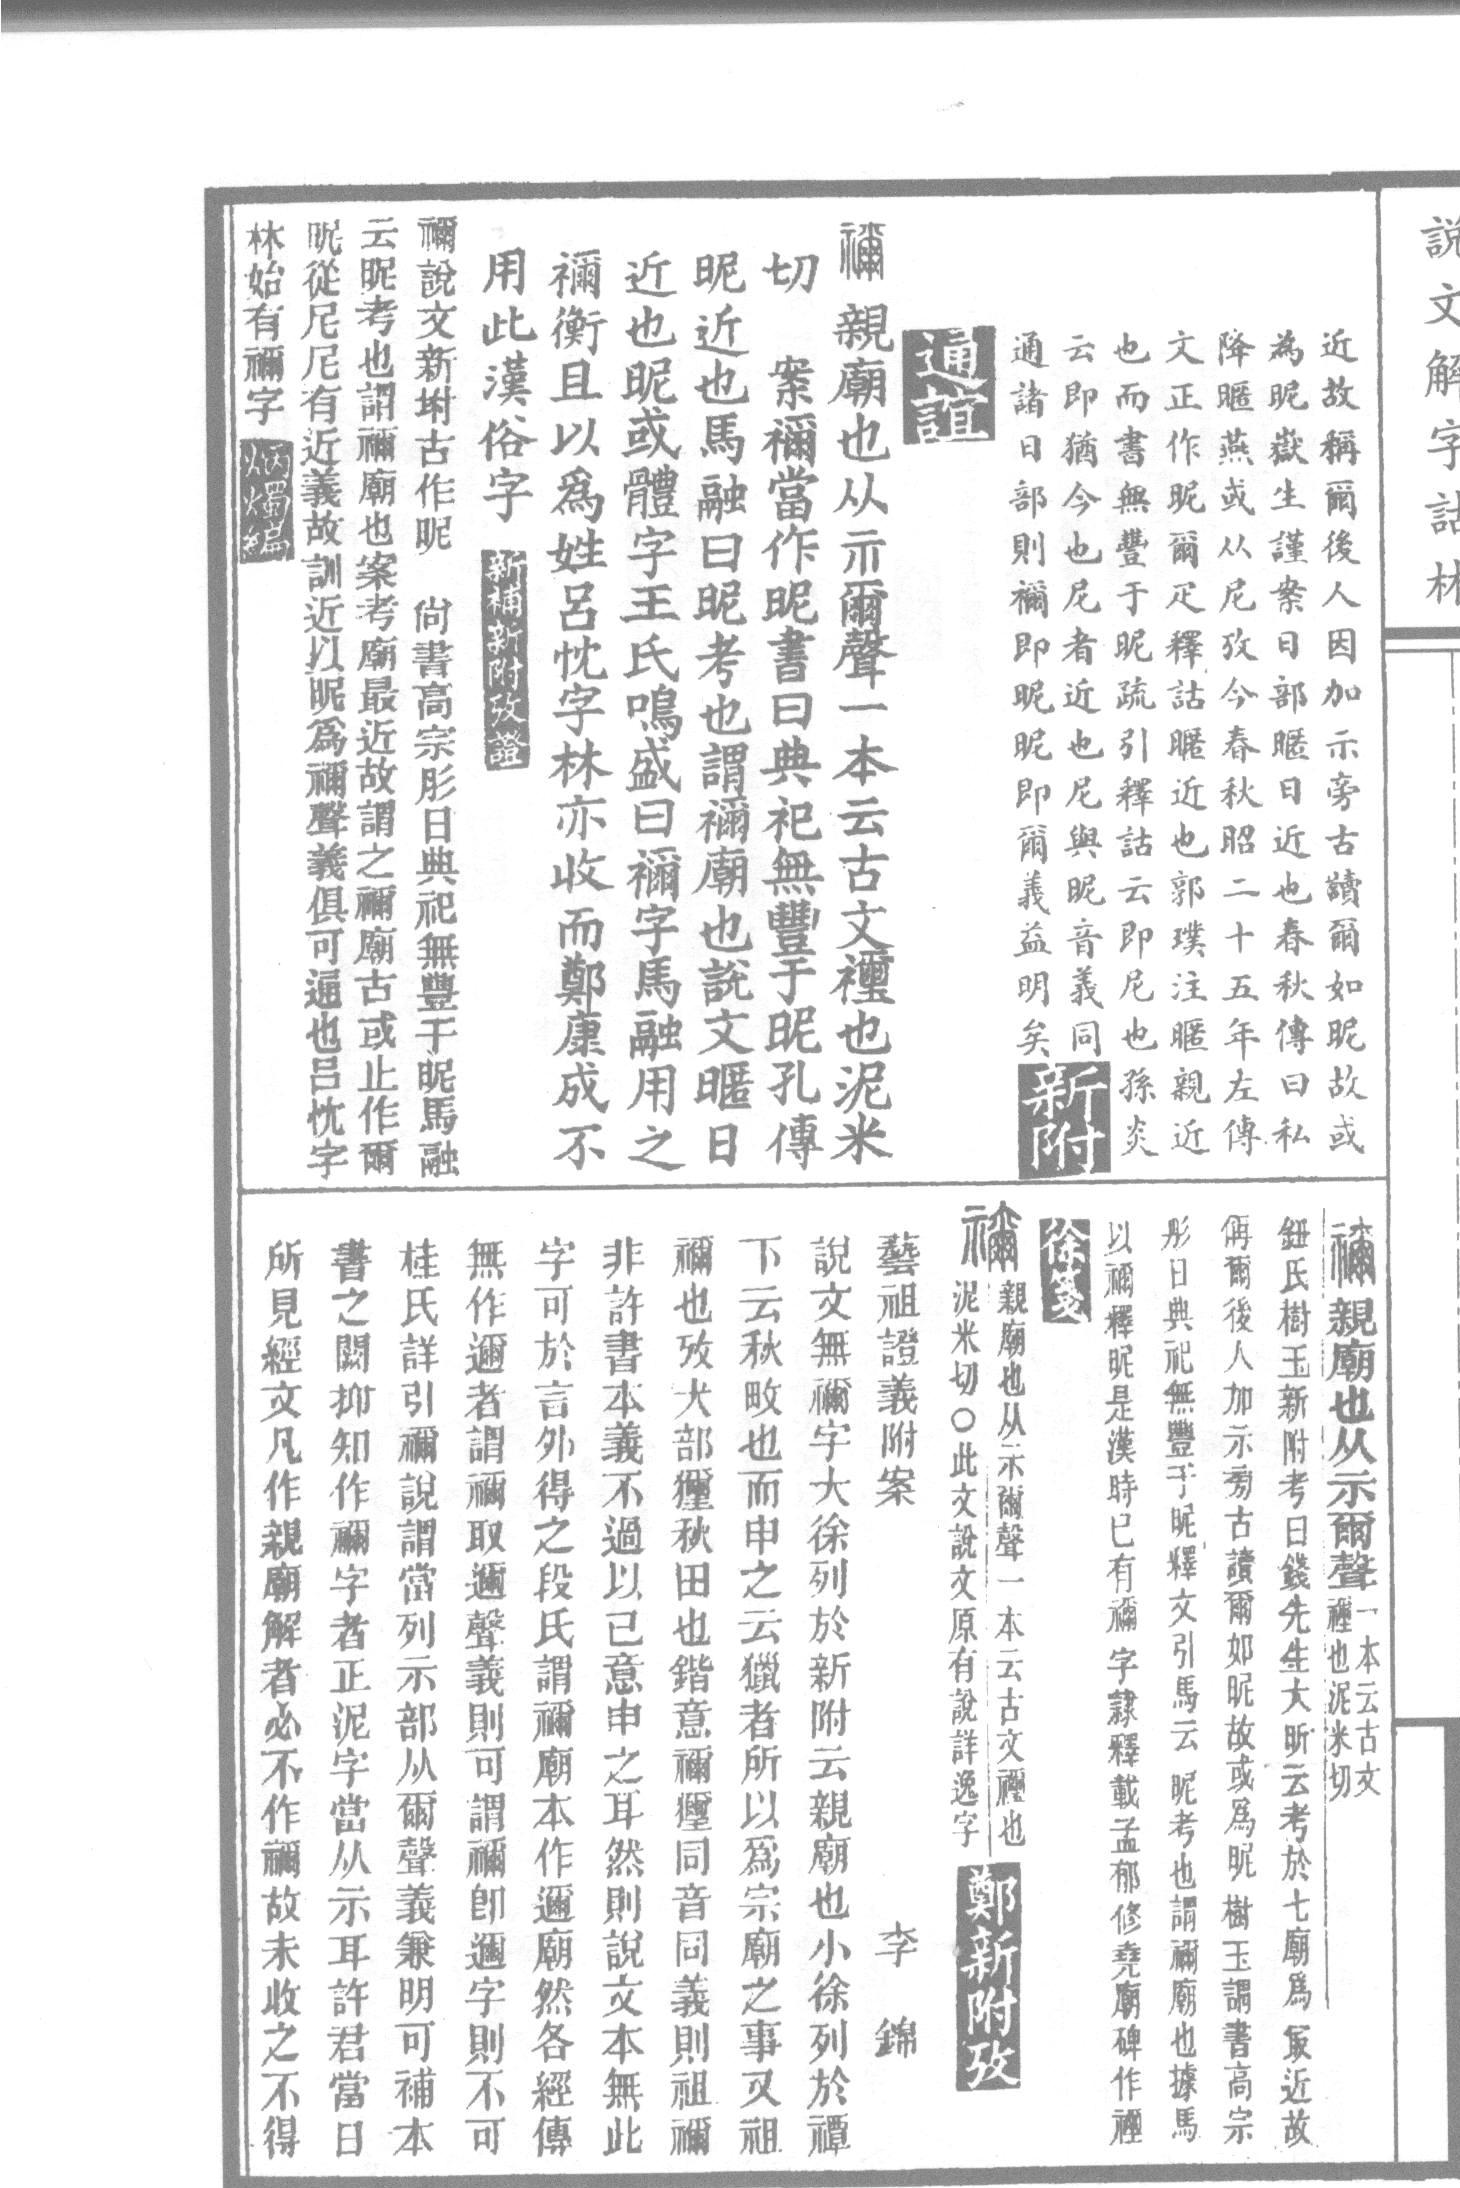 說文解字詁林
近故稱爾後人因加示旁古讀爾如昵故或
為昵嶽生謹案日部暱日近也春秋傳曰私
降暱燕或从尼攷今春秋昭二十五年左傳
文正作昵爾疋釋詁暱近也郭璞注暱親近
也而書無豐于昵疏引釋詁云即尼也孫炎
云即猶今也尼者近也尼與昵音義同
通諸日部則禰即昵昵即爾義益明矣
新附
通誼
禰親廟也从示爾聲一本云古文䙭也泥米
切
案禰當作昵書曰典祀無豐于昵孔傳
昵近也馬融曰昵考也謂禰廟也說文暱日
近也昵或體字王氏鳴盛曰禰字馬融用之
禰衡且以爲姓呂忱字林亦收而鄭康成不
用此漢俗字
新補新附攷證
禰說文新坿古作昵 尙書高宗肜日典祀無豐于昵馬融
云昵考也謂禰廟也案考廟最近故謂之禰廟古或止作爾
昵從尼尼有近義故訓近以昵爲禰聲義俱可通也呂忱字
林始有禰字
炳燭編
禰親廟也从示爾聲一本云古文
䙭也泥米切
鈕氏樹玉新附考曰錢先生大昕云考於七廟爲冣近故
偁爾後人加示旁古讀爾如昵故或爲昵樹玉謂書高宗
肜日典祀無豐于昵釋文引馬云昵考也謂禰廟也據馬
以禰釋昵是漢時已有禰字隸釋載孟郁修堯廟碑作䙭
徐箋
禰親廟也从示爾聲一本云古文䙭也
泥米切○此文說文原有說詳逸字
鄭新附攷
藝祖證義附案 李錦
說文無禰字大徐列於新附云親廟也小徐列於禫
下云秋畋也而申之云獵者所以爲宗廟之事又祖
禰也攷犬部玃秋田也鍇意禰玃同音同義則祖禰
非許書本義不過以已意申之耳然則說文本無此
字可於言外得之段氏謂禰廟本作邇廟然各經傳
無作邇者謂禰取邇聲義則可謂禰卽邇字則不可
桂氏詳引禰說謂當列示部从爾聲義兼明可補本
書之闕抑知作禰字者正泥字當从示耳許君當日
所見經文凡作親廟解者必不作禰故未收之不得